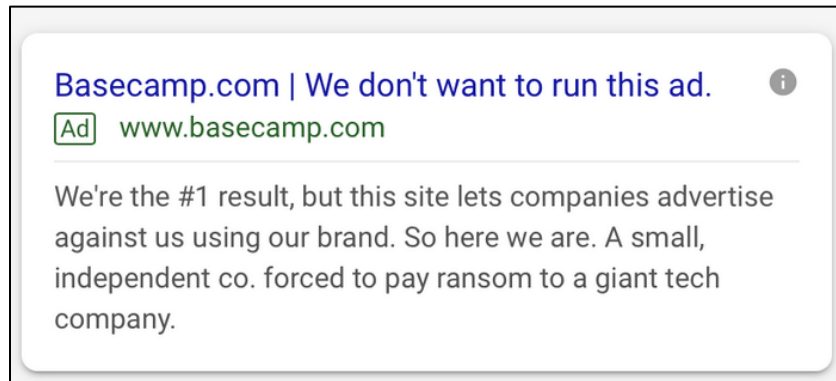 Basecamp.com | We don't want to run this ad.
Ad www.basecamp.com
We're the #1 result, but this site lets companies advertise
against us using our brand. So here we are. A small,
independent co. forced to pay ransom to a giant tech
company.